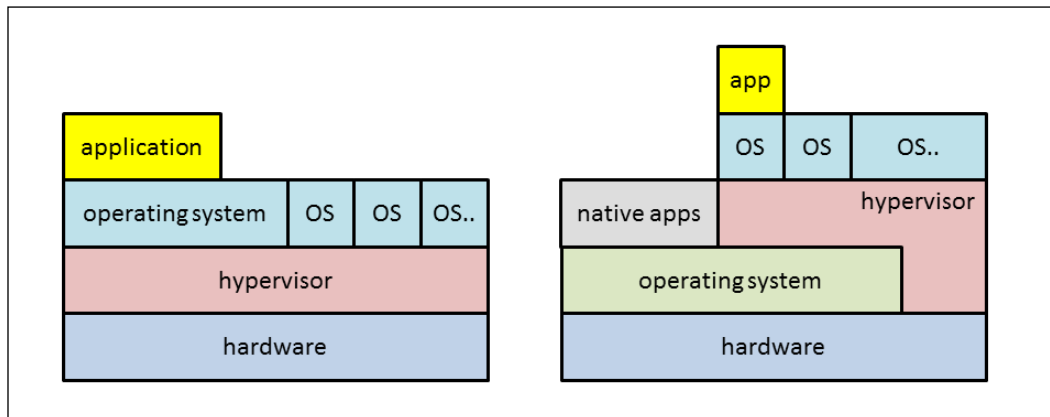 application
operating system
OS
OS
OS..
hypervisor
hardware
app
OS
OS
OS..
native apps
hypervisor
operating system
hardware